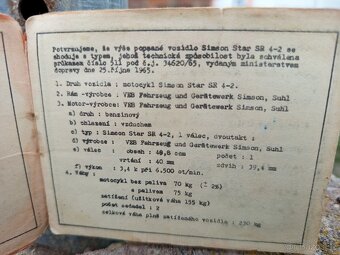 Potvrzujeme, že výše popsané vozidlo Simson Star SR 4-2 se
shoduje s typem, jehož technická způsobilost byla schválena
průkazem číslo 511 pod č.j. 34620/65, vydaným ministerstvem
dopravy dne 25.října 1965.
1. Druh vozidla : motocykl Simson Star SR 4-2.
2. Rám -výrobce : VEB Fahrzeug und Gerätewerk Simson, Suhl
3. Motor-výrobce: VEB Fahrzeug und Gerätewerk Simson, Suhl
a) druh : benzinový
b) chlazení : vzduchem
c) typ : Simson Star SR 4-2, 1 válec, dvoutakt :
d) výrobce : VEB Fahrzeug und Gerätewerk Simson, Suhl
e) válec : obsah : 49,8 ccm počet : 1
vrtání : 40 mm zdvih : 39,4 mm
f) výkon : 3,4 k při 6.500 ot/min.
4. Váhy :
motocykl bez paliva 70 kg (± 2%)
s palivem 75 kg
zatížení (užitková váha 155 kg)
počet sedadel : 2
celková váha plně zatíženého vozidla : 230 kg